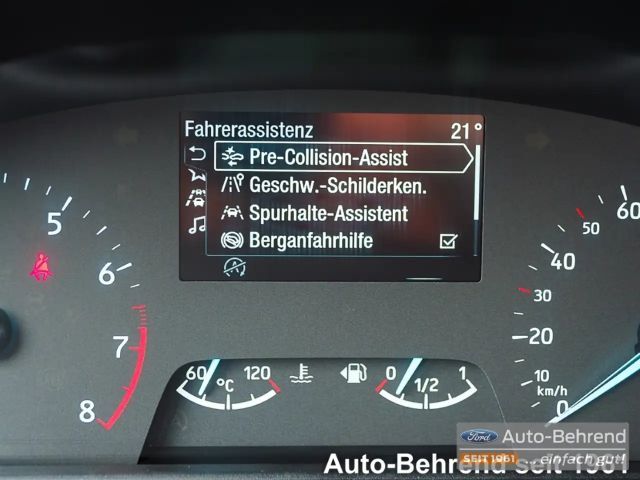 Fahrerassistenz 21°
Pre-Collision-Assist
Geschw.-Schilderken.
Spurhalte-Assistent
Berganfahrhilfe
5
6
7
8
60 °C 120
0 1/2 1
60
50
40
30
20
10
km/h
0
Ford Auto-Behrend
SEIT 1961 ...einfach gut!
Auto-Behrend seit 1961